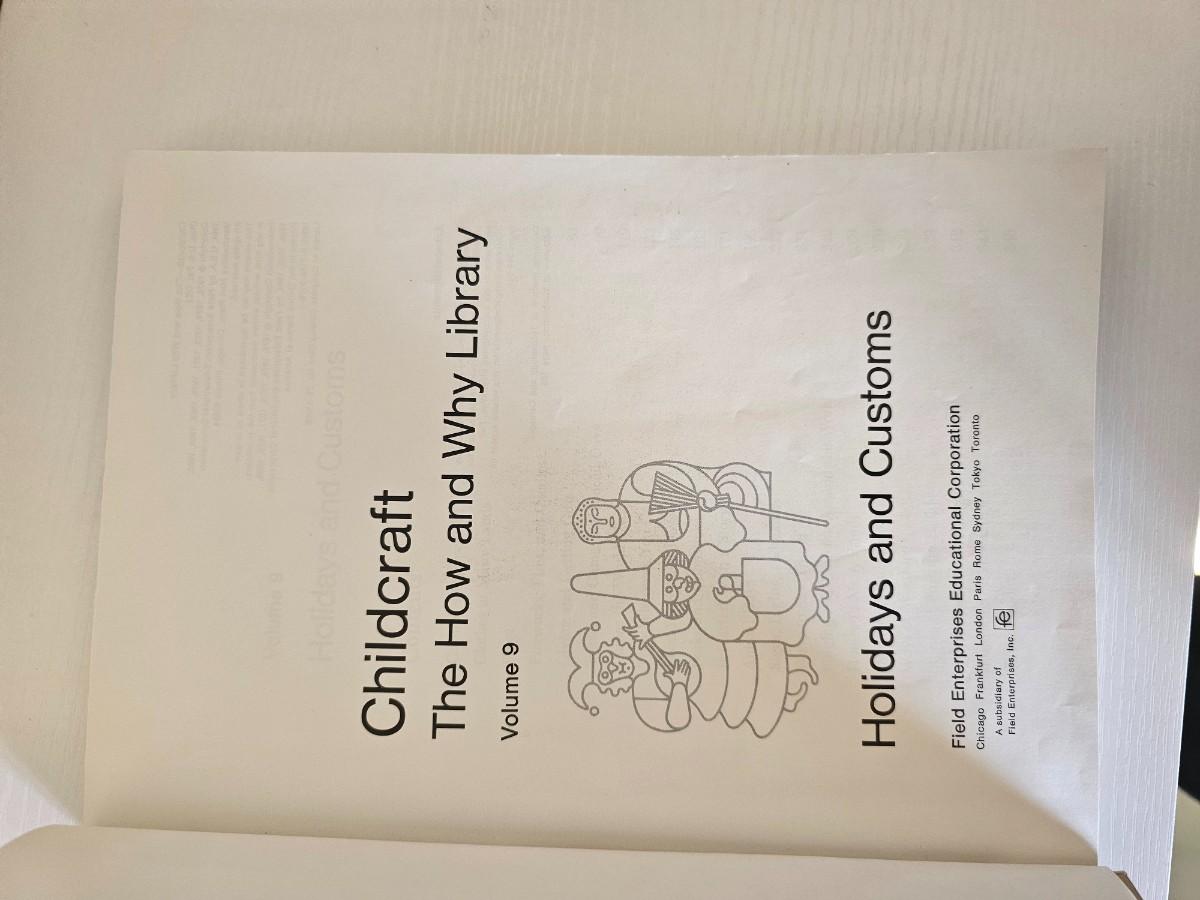 Childcraft
The How and Why Library
Volume 9
Holidays and Customs
Field Enterprises Educational Corporation
Chicago Frankfurt London Paris Rome Sydney Tokyo Toronto
A subsidiary of
Field Enterprises, Inc.
fe